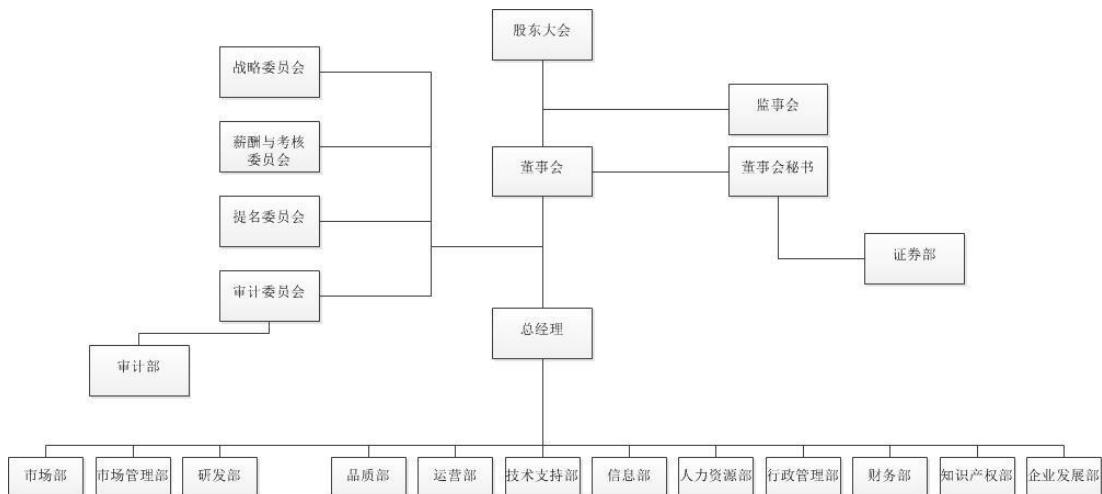 股东大会
战略委员会
监事会
薪酬与考核
委员会
董事会
董事会秘书
提名委员会
证券部
审计委员会
总经理
审计部
市场部
市场管理部
研发部
品质部
运营部
技术支持部
信息部
人力资源部
行政管理部
财务部
知识产权部
企业发展部